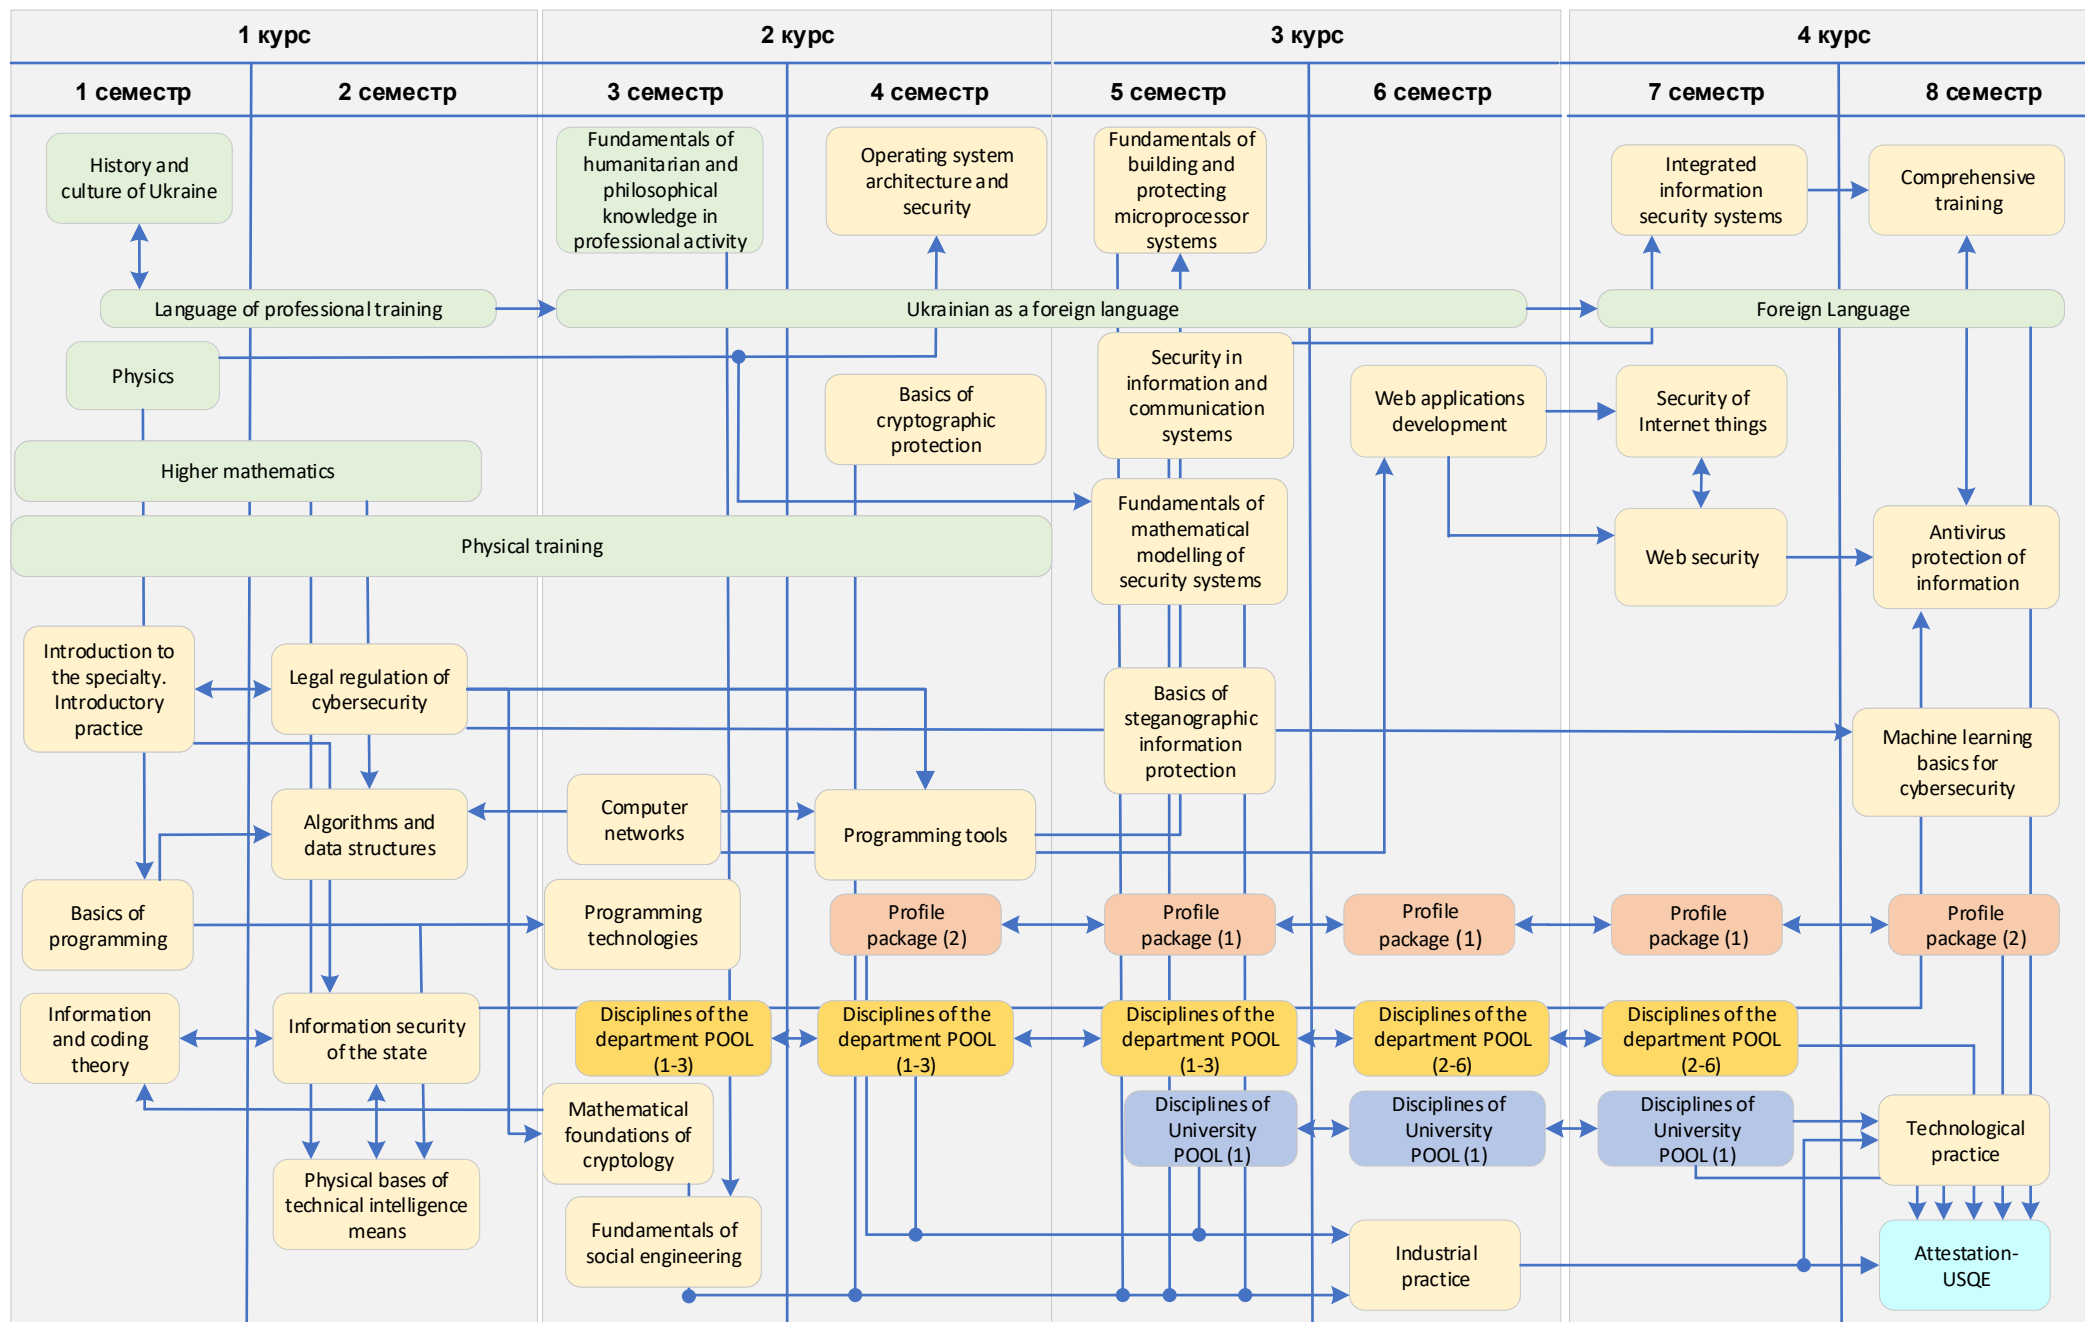 1 курс
2 курс
3 курс
4 курс
1 семестр
2 семестр
3 семестр
4 семестр
5 семестр
6 семестр
7 семестр
8 семестр
History and
culture of Ukraine
Fundamentals of
humanitarian and
philosophical
knowledge in
professional activity
Operating system
architecture and
security
Fundamentals of
building and
protecting
microprocessor
systems
Integrated
information
security systems
Comprehensive
training
Language of professional training
Ukrainian as a foreign language
Foreign Language
Physics
Basics of
cryptographic
protection
Security in
information and
communication
systems
Web applications
development
Security of
Internet things
Higher mathematics
Physical training
Fundamentals of
mathematical
modelling of
security systems
Web security
Antivirus
protection of
information
Introduction to
the specialty.
Introductory
practice
Legal regulation of
cybersecurity
Basics of
steganographic
information
protection
Machine learning
basics for
cybersecurity
Algorithms and
data structures
Computer
networks
Programming tools
Basics of
programming
Programming
technologies
Profile
package (2)
Profile
package (1)
Profile
package (1)
Profile
package (1)
Profile
package (2)
Information
and coding
theory
Information security
of the state
Disciplines of the
department POOL
(1-3)
Disciplines of the
department POOL
(1-3)
Disciplines of the
department POOL
(1-3)
Disciplines of the
department POOL
(2-6)
Disciplines of the
department POOL
(2-6)
Mathematical
foundations of
cryptology
Disciplines of
University
POOL (1)
Disciplines of
University
POOL (1)
Disciplines of
University
POOL (1)
Technological
practice
Physical bases of
technical intelligence
means
Fundamentals of
social engineering
Industrial
practice
Attestation-
USQE